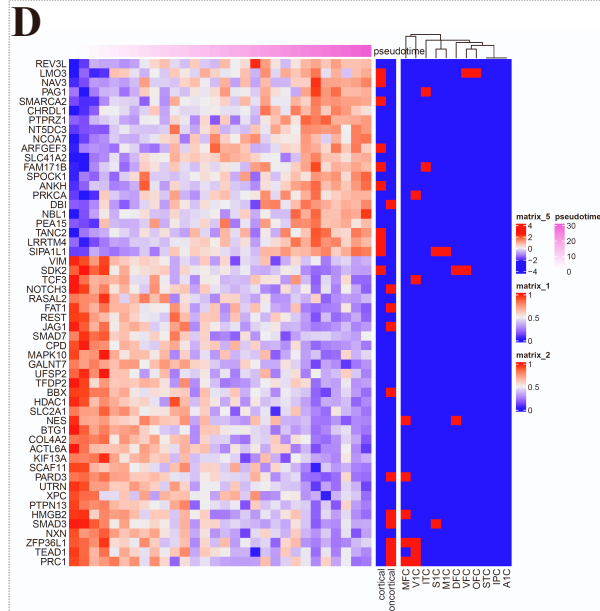 D
pseudotime
REV3L
LMO3
NAV3
PAG1
SMARCA2
CHRDL1
PTPRZ1
NT5DC3
NCOA7
ARFGEF3
SLC41A2
FAM171B
SPOCK1
ANKH
PRKCA
DBI
NBL1
PEA15
TANC2
LRRTM4
SIPA1L1
VIM
SDK2
TCF3
NOTCH3
RASAL2
FAT1
REST
JAG1
SMAD7
CPD
MAPK10
GALNT7
UFSP2
TFDP2
BBX
HDAC1
SLC2A1
NES
BTG1
COL4A2
ACTL6A
KIF13A
SCAF11
PARD3
UTRN
XPC
PTPN13
HMGB2
SMAD3
NXN
ZFP36L1
TEAD1
PRC1
cortical
oncortical
MFC
V1C
ITC
S1C
M1C
DFC
VFC
OFC
STC
IPC
A1C
matrix_5
4
2
0
−2
−4
pseudotime
30
20
10
0
matrix_1
1
0.5
0
matrix_2
1
0.5
0